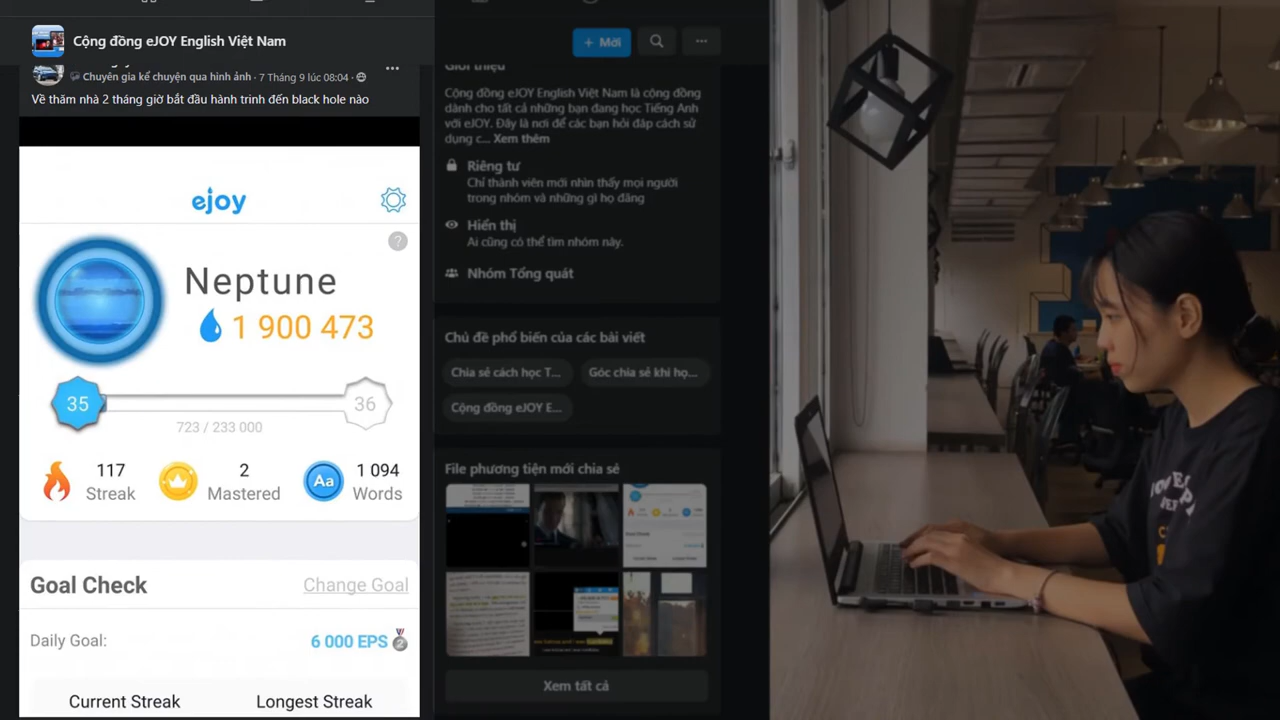 Cộng đồng eJOY English Việt Nam
Chuyên gia kể chuyện qua hình ảnh · 7 Tháng 9 lúc 08:04 ·
Về thăm nhà 2 tháng giờ bắt đầu hành trình đến black hole nào
ejoy
?
Neptune
1 900 473
35
36
723 / 233 000
117
Streak
2
Mastered
Aa
1 094
Words
Goal Check
Change Goal
Daily Goal:
6 000 EPS
Current Streak
Longest Streak
+ Mới
Giới thiệu
Cộng đồng eJOY English Việt Nam là cộng đồng
dành cho tất cả những bạn đang học Tiếng Anh
với eJOY. Đây là nơi để các bạn hỏi đáp cách sử
dụng c... Xem thêm
Riêng tư
Chỉ thành viên mới nhìn thấy mọi người
trong nhóm và những gì họ đăng
Hiển thị
Ai cũng có thể tìm nhóm này.
Nhóm Tổng quát
Chủ đề phổ biến của các bài viết
Chia sẻ cách học T...
Góc chia sẻ khi họ...
Cộng đồng eJOY E...
File phương tiện mới chia sẻ
Xem tất cả